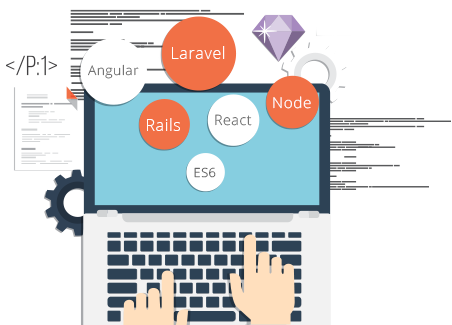 Laravel
</P:1>
Angular
Node
Rails
React
ES6